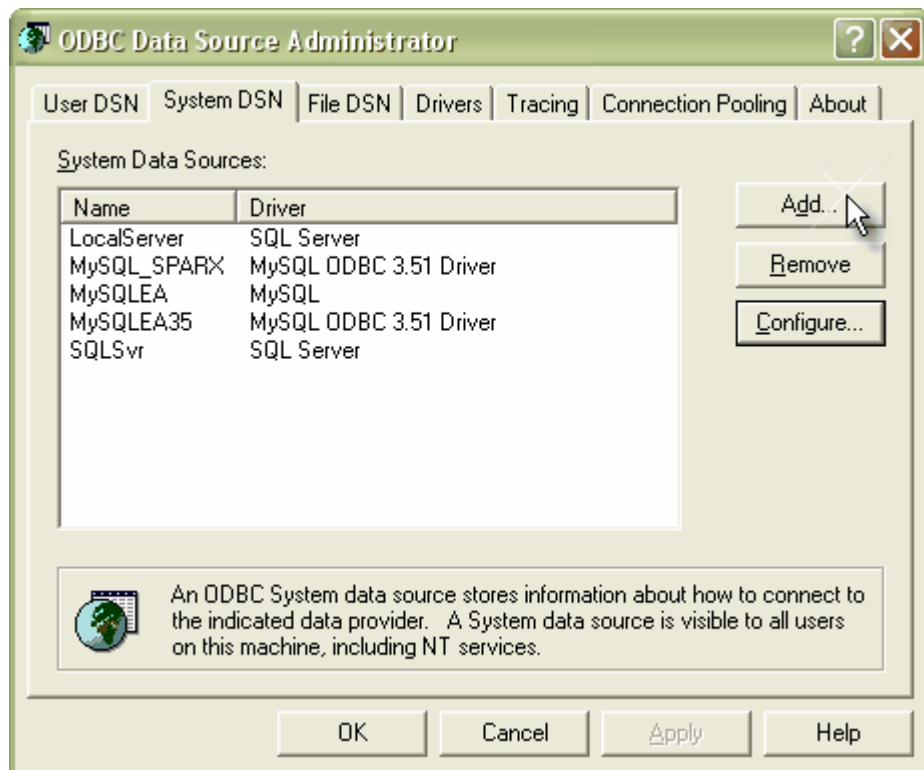 ODBC Data Source Administrator
User DSN System DSN File DSN Drivers Tracing Connection Pooling About
System Data Sources:
Name Driver
LocalServer SQL Server
MySQL_SPARX MySQL ODBC 3.51 Driver
MySQLEA MySQL
MySQLEA35 MySQL ODBC 3.51 Driver
SQLSvr SQL Server
Add...
Remove
Configure...
An ODBC System data source stores information about how to connect to
the indicated data provider. A System data source is visible to all users
on this machine, including NT services.
OK Cancel Apply Help